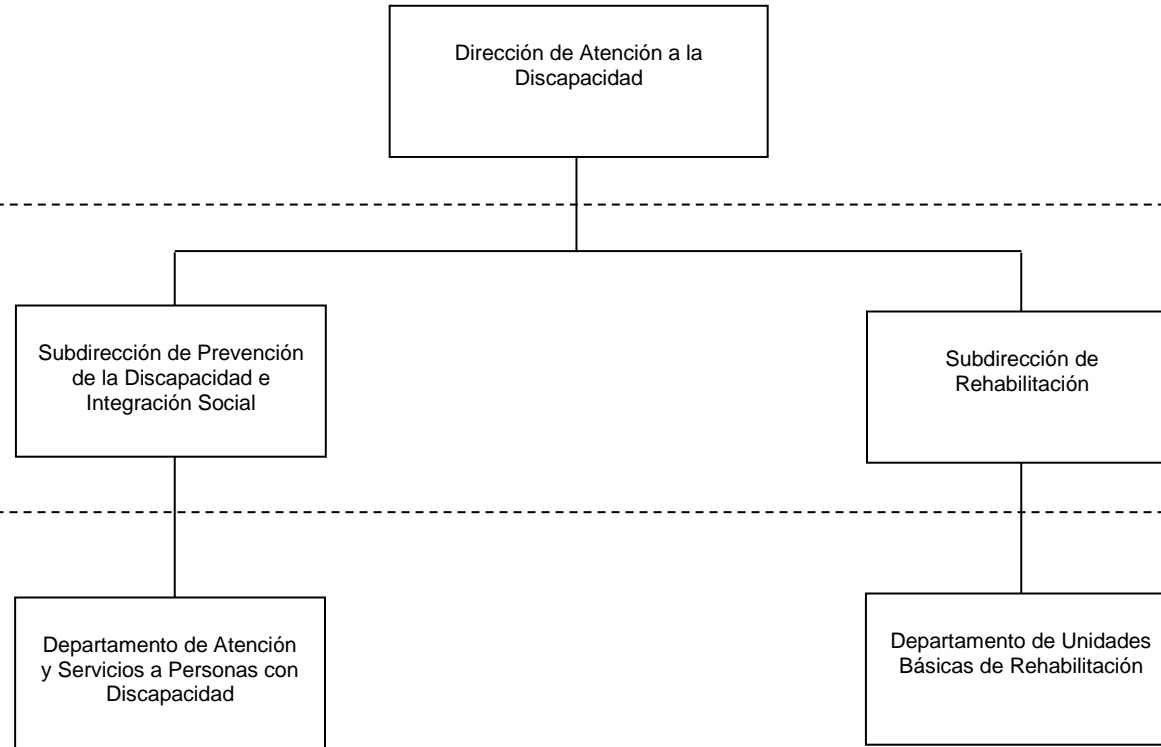 Dirección de Atención a la
Discapacidad
Subdirección de Prevención
de la Discapacidad e
Integración Social
Subdirección de
Rehabilitación
Departamento de Atención
y Servicios a Personas con
Discapacidad
Departamento de Unidades
Básicas de Rehabilitación